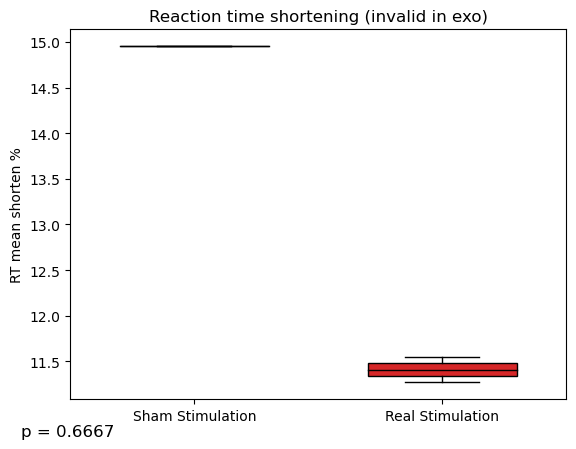 Reaction time shortening (invalid in exo)
RT mean shorten %
15.0
14.5
14.0
13.5
13.0
12.5
12.0
11.5
Sham Stimulation
Real Stimulation
p = 0.6667